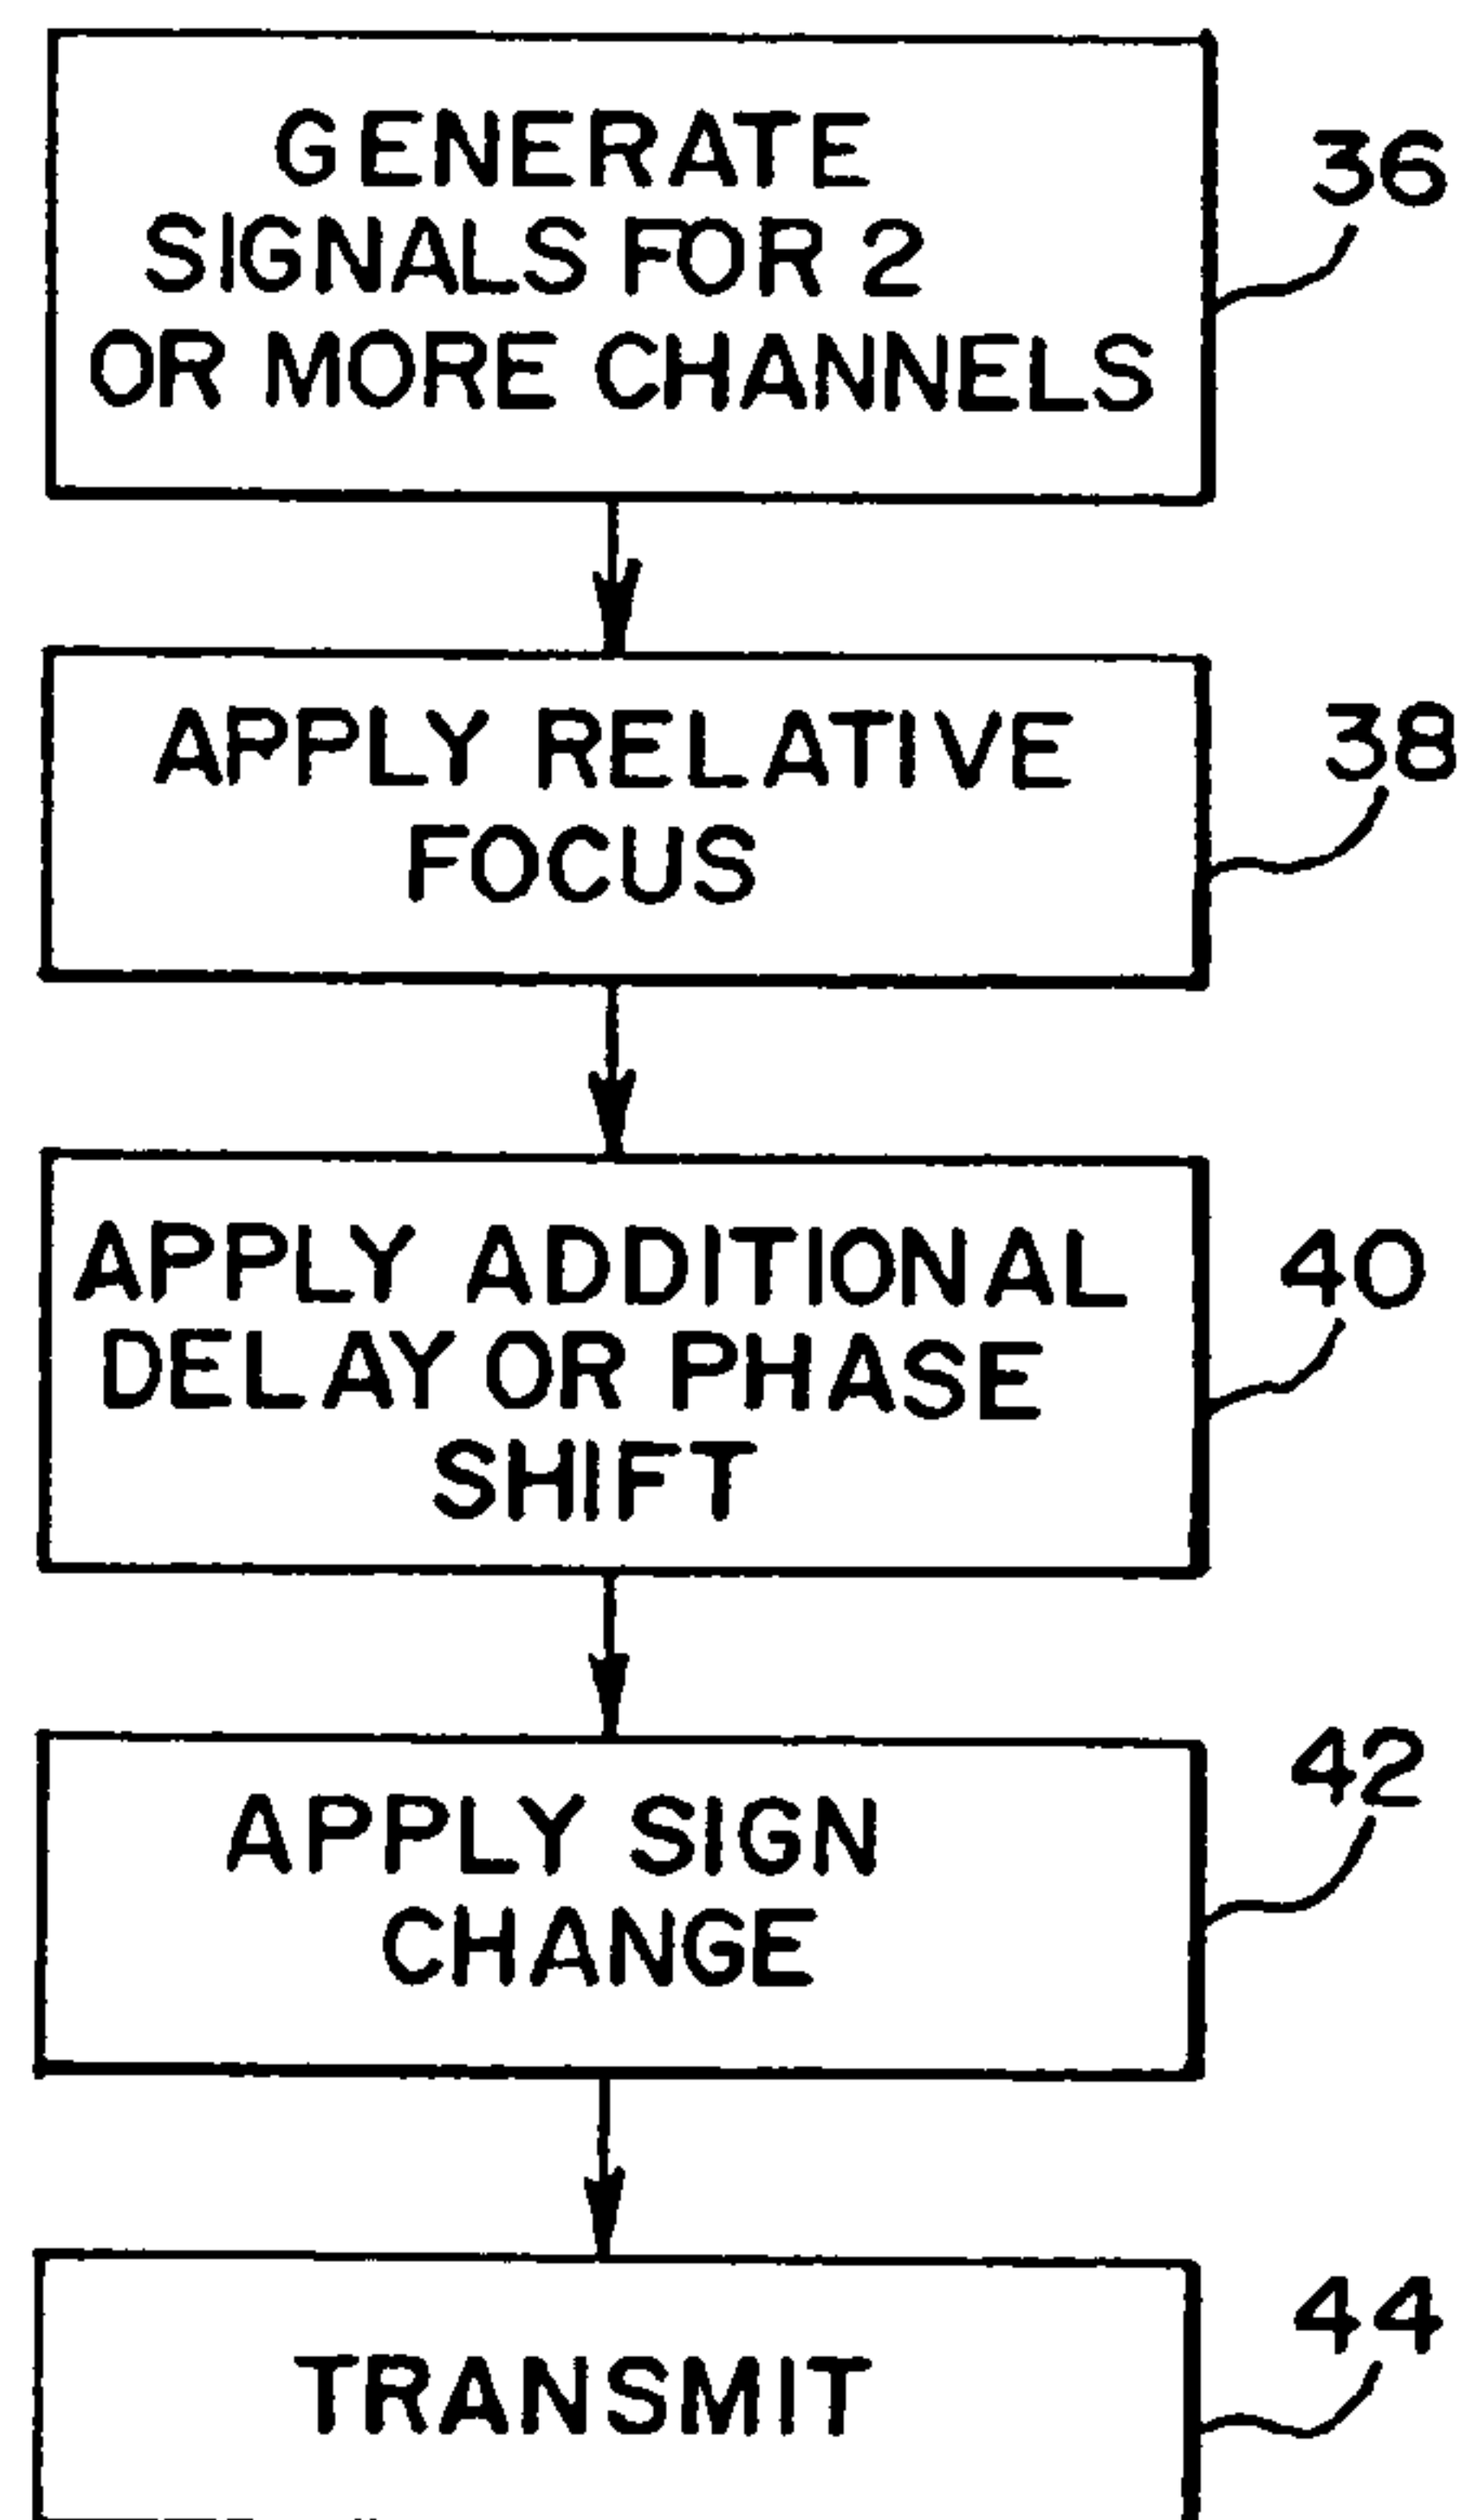 GENERATE
SIGNALS FOR 2
OR MORE CHANNELS
36
APPLY RELATIVE
FOCUS
38
APPLY ADDITIONAL
DELAY OR PHASE
SHIFT
40
APPLY SIGN
CHANGE
42
TRANSMIT
44